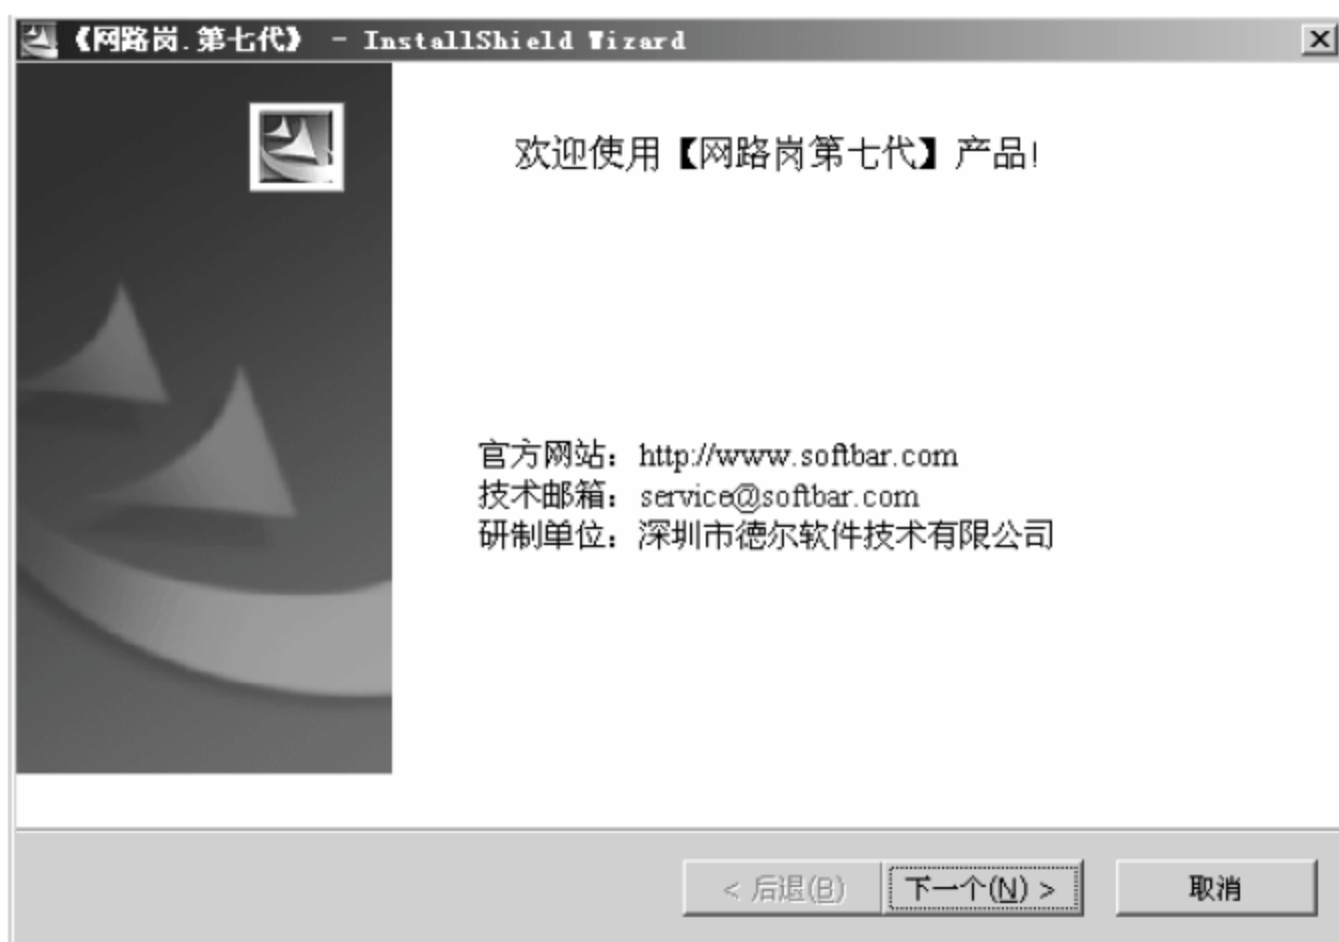 《网路岗.第七代》 - InstallShield Wizard
欢迎使用【网路岗第七代】产品!
官方网站：http://www.softbar.com
技术邮箱：service@softbar.com
研制单位：深圳市德尔软件技术有限公司
< 后退(B) 下一个(N) > 取消